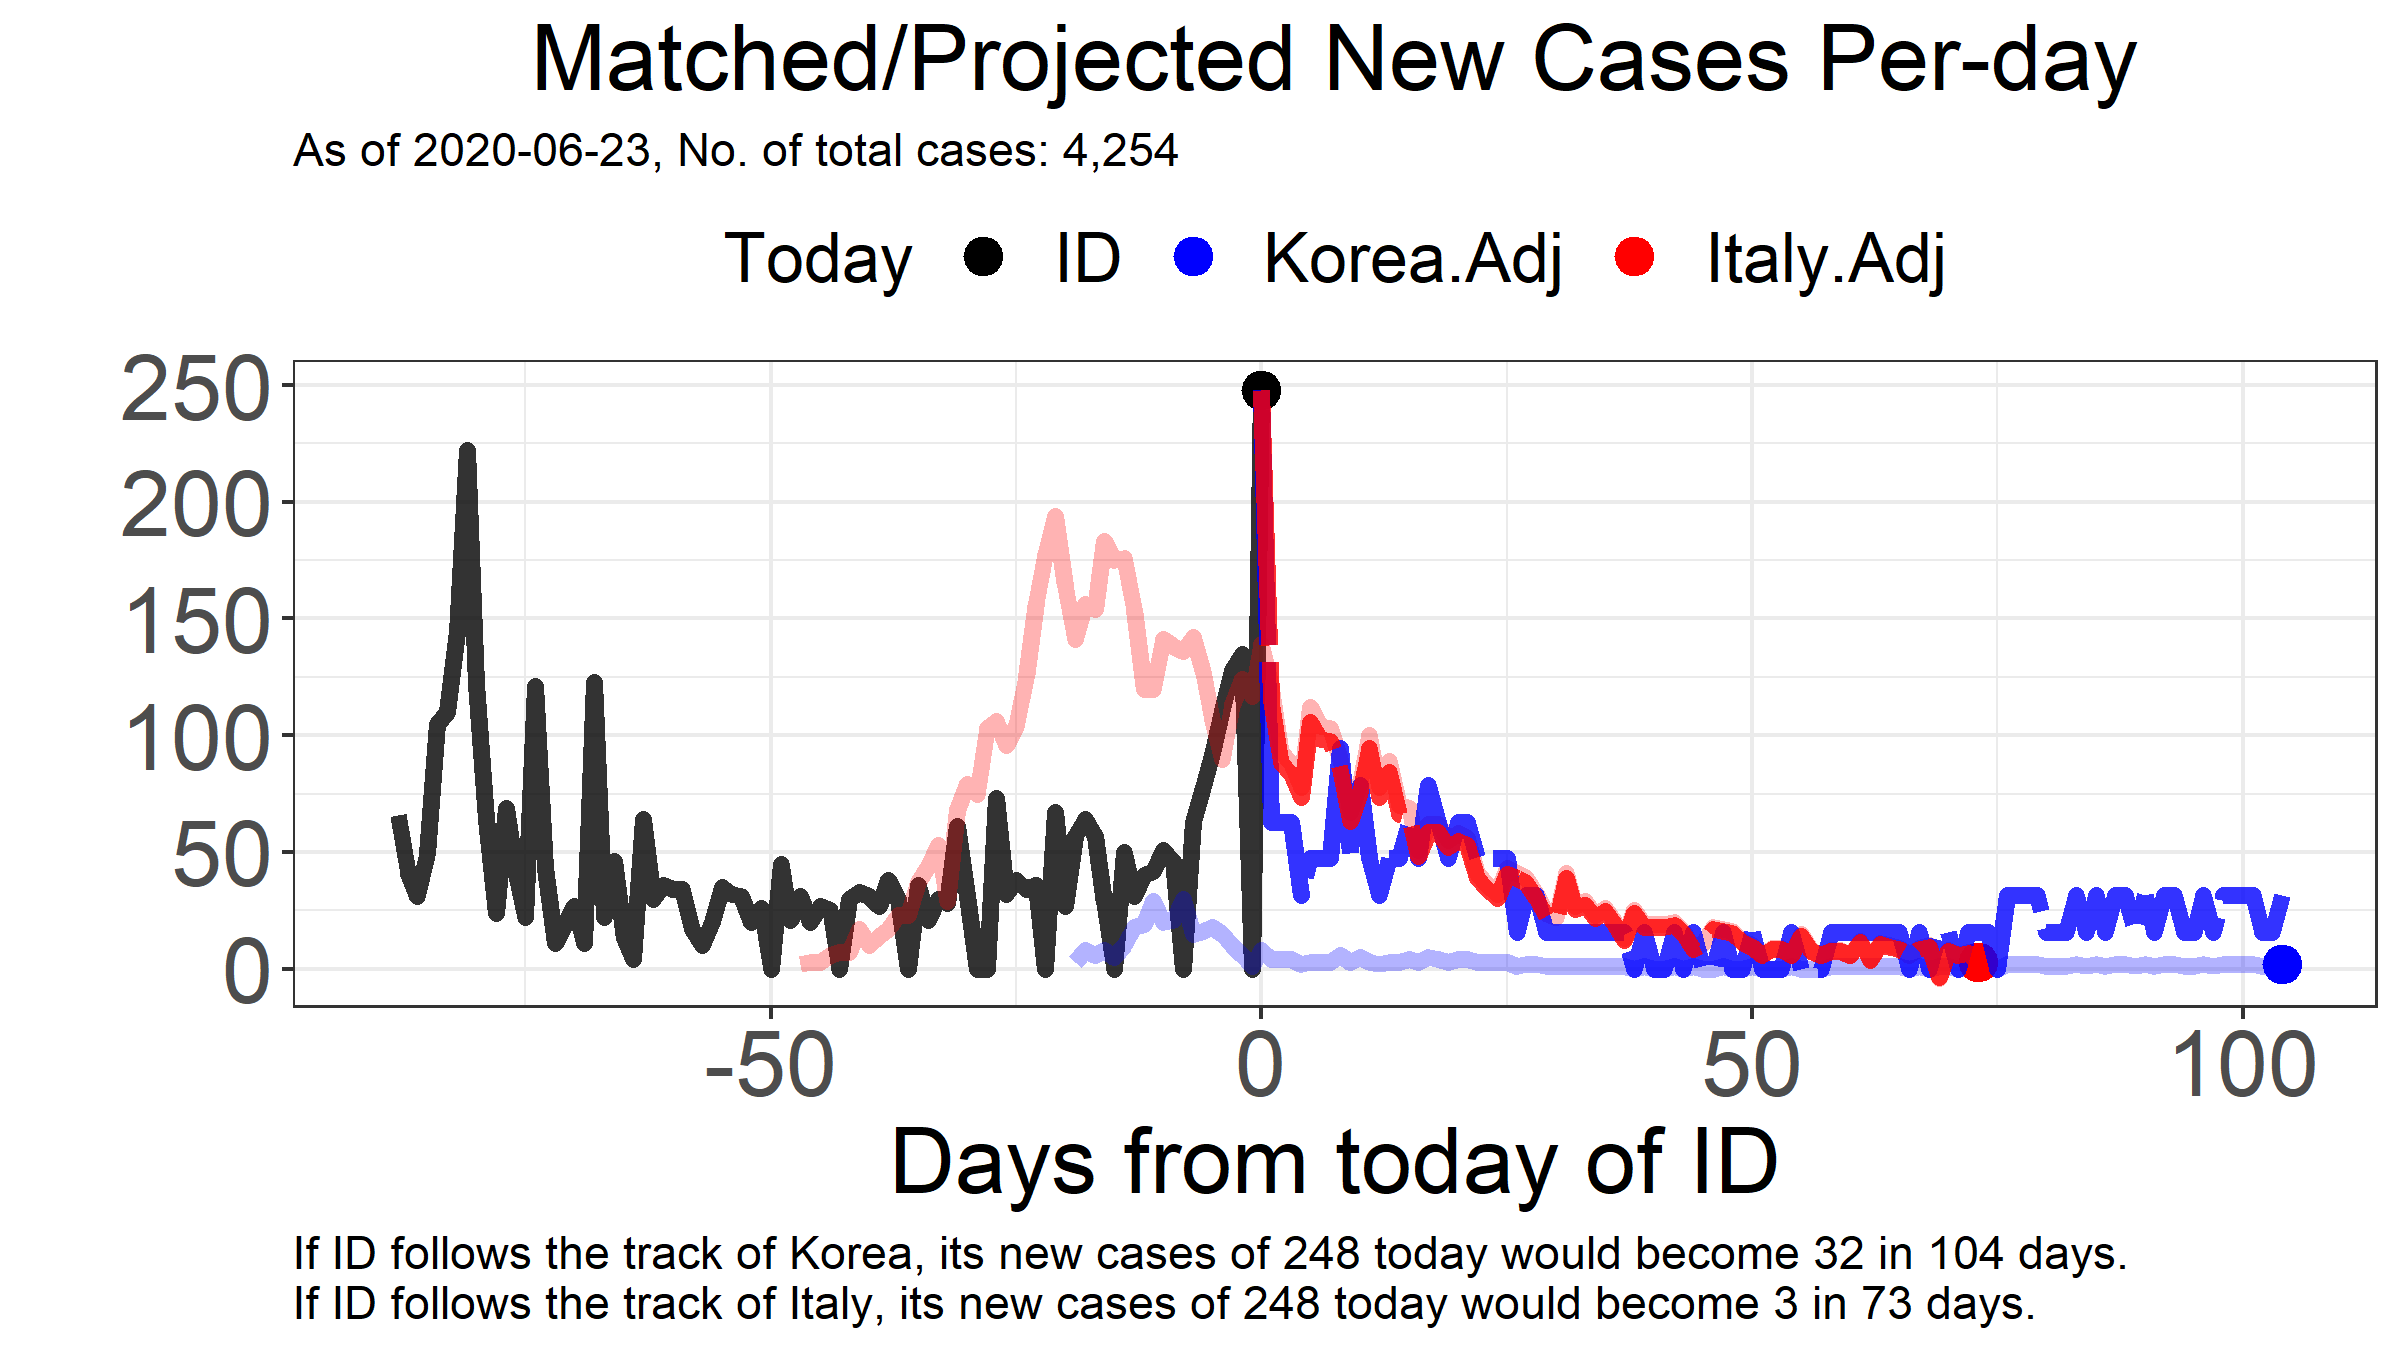 Matched/Projected New Cases Per-day
As of 2020-06-23, No. of total cases: 4,254
Today ID Korea.Adj Italy.Adj
250
200
150
100
50
0
-50 0 50 100
Days from today of ID
If ID follows the track of Korea, its new cases of 248 today would become 32 in 104 days.
If ID follows the track of Italy, its new cases of 248 today would become 3 in 73 days.